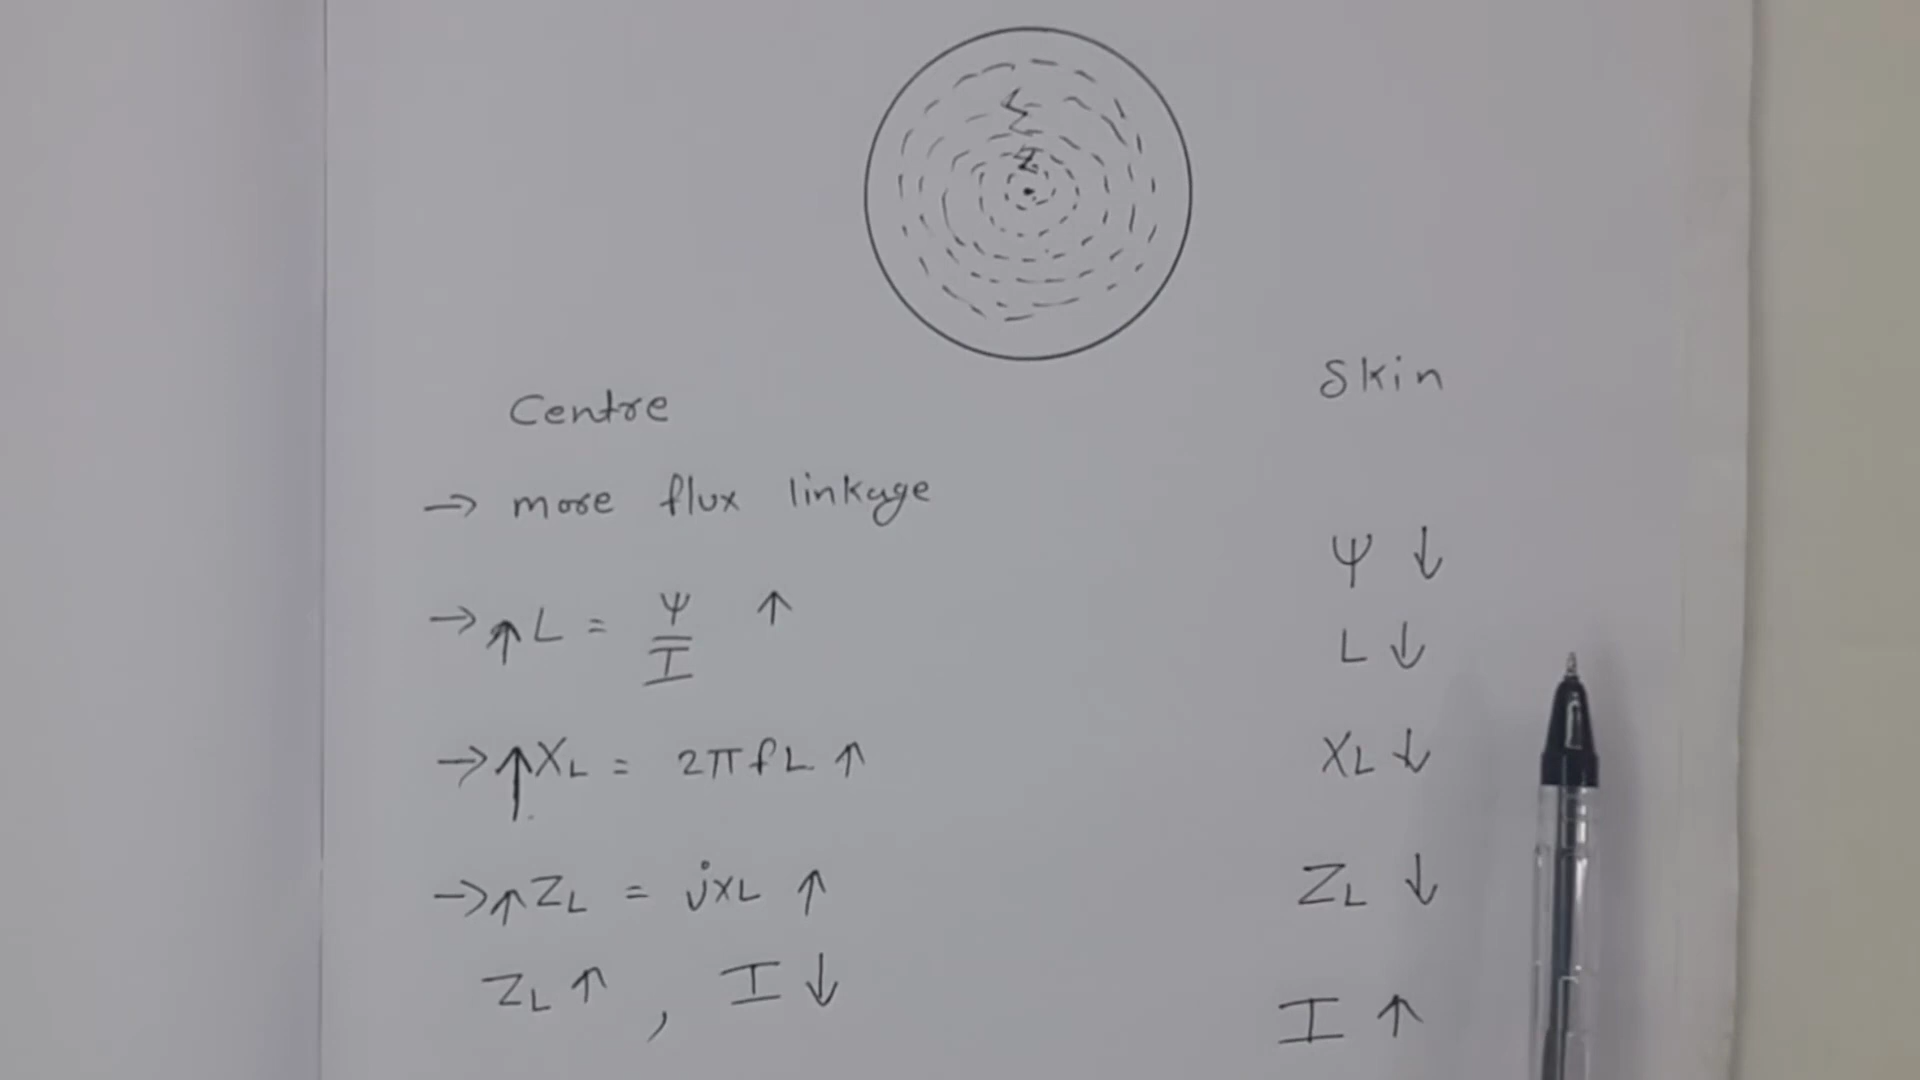 Centre
→ more flux linkage
→ ↑ L = Ψ / I ↑
→ ↑ XL = 2πfL ↑
→ ↑ ZL = jXL ↑
ZL ↑ , I ↓
Skin
Ψ ↓
L ↓
XL ↓
ZL ↓
I ↑